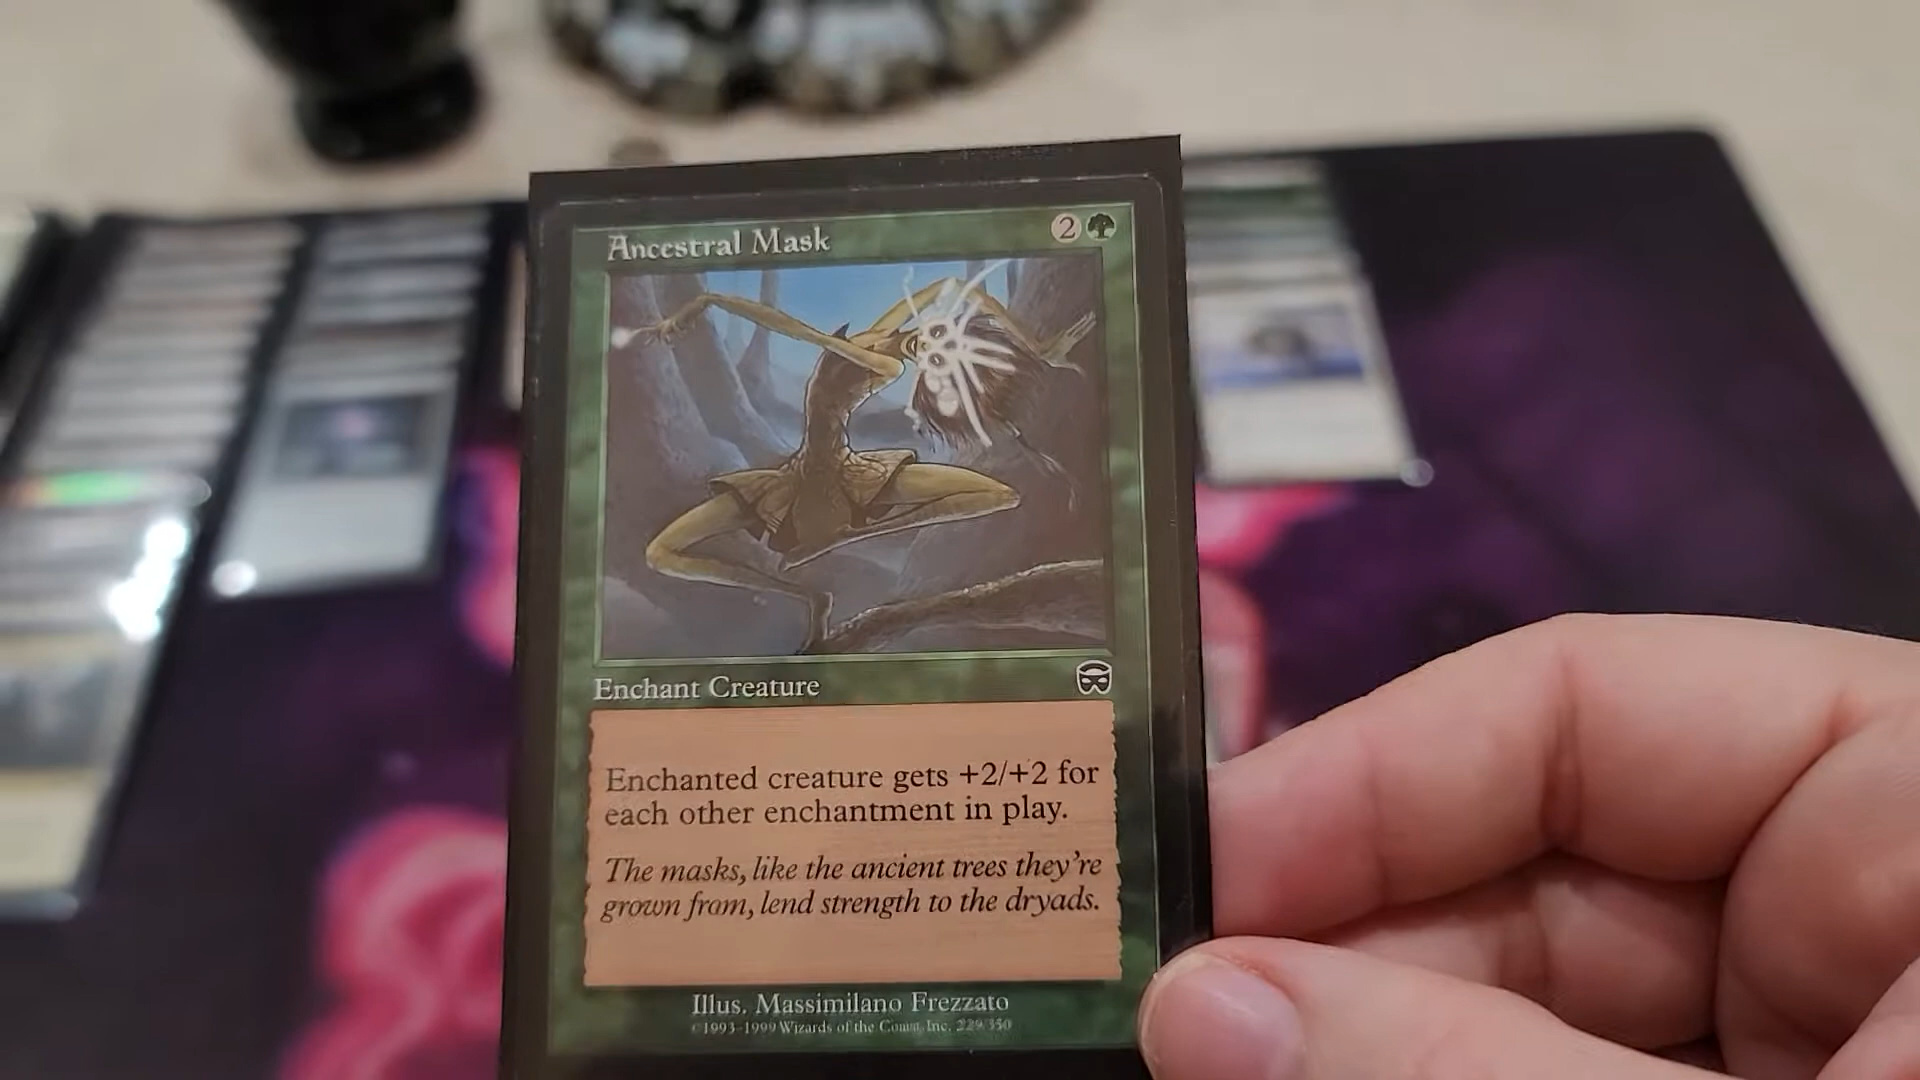 Ancestral Mask
2
Enchant Creature
Enchanted creature gets +2/+2 for
each other enchantment in play.
The masks, like the ancient trees they're
grown from, lend strength to the dryads.
Illus. Massimilano Frezzato
©1993-1999 Wizards of the Coast, Inc. 229/350